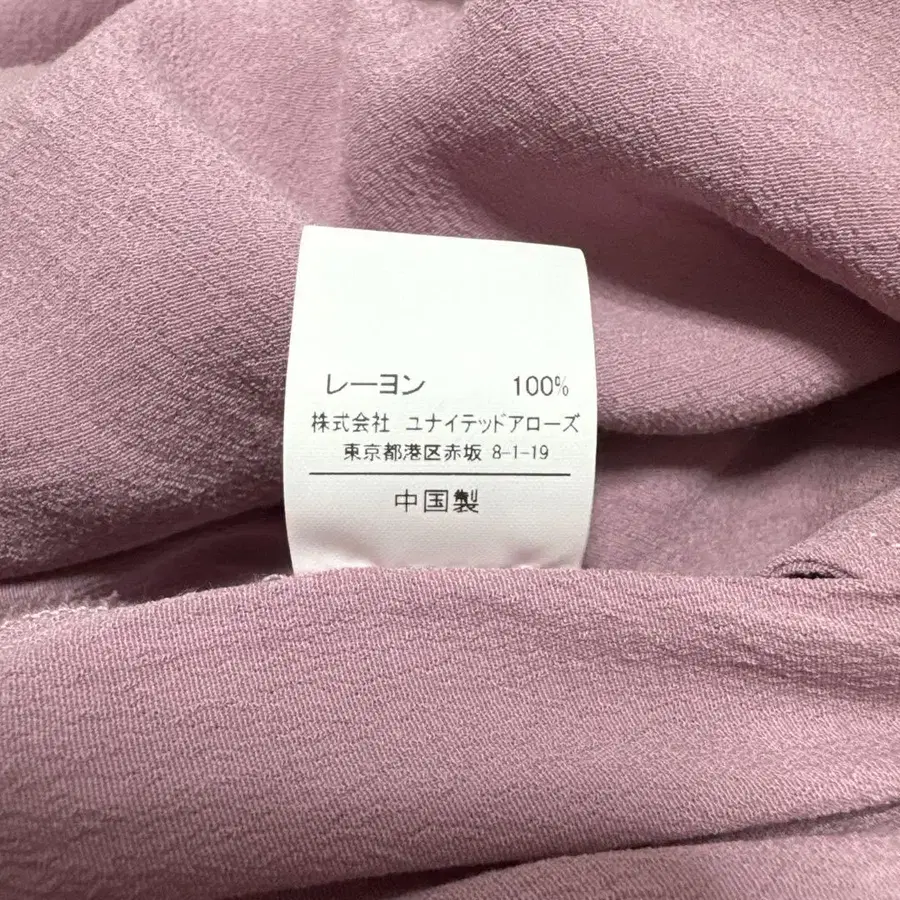 レーヨン 100%
株式会社 ユナイテッドアローズ
東京都港区赤坂 8-1-19
中国製